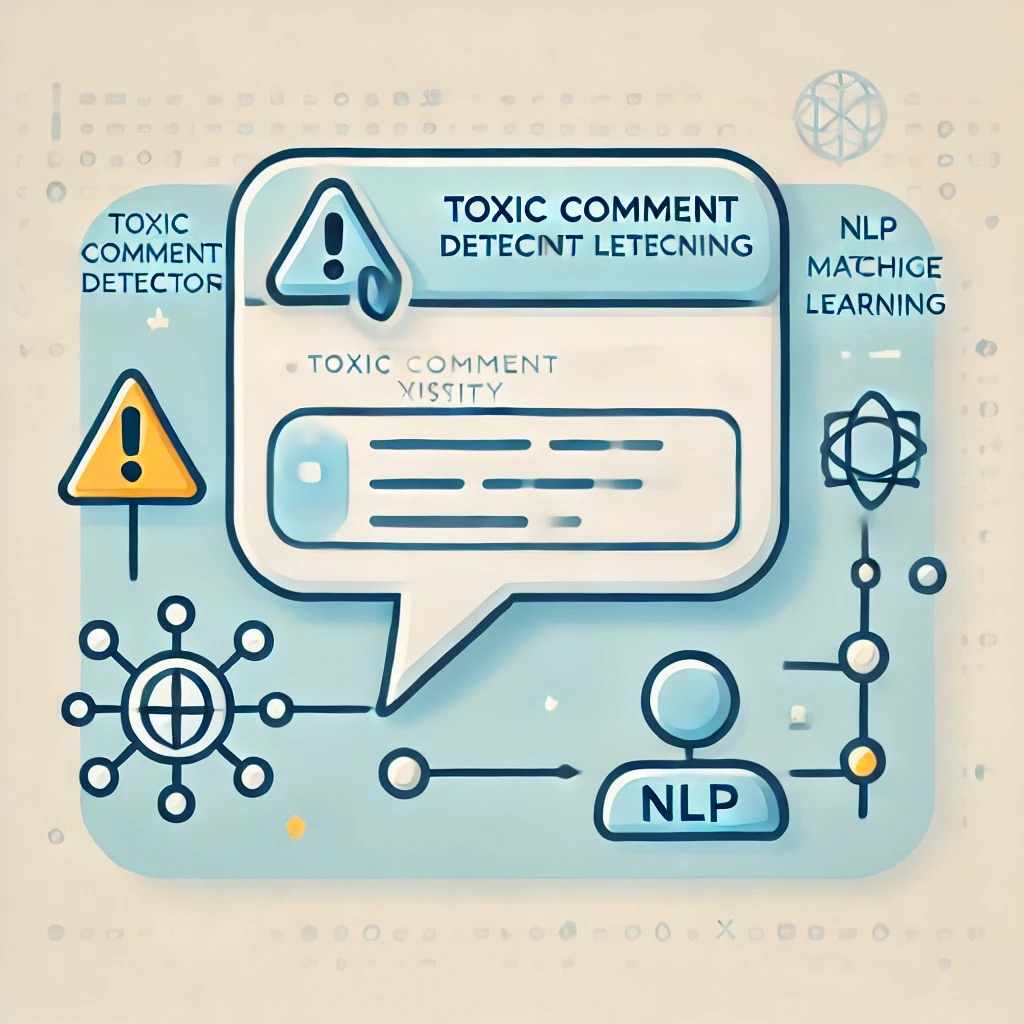 TOXIC
COMMENT
DETECTOR
TOXIC COMMENT
DETECINT LETECNING
NLP
MATCHIGE
LEARNING
TOXIC COMMENT
XISSITY
NLP